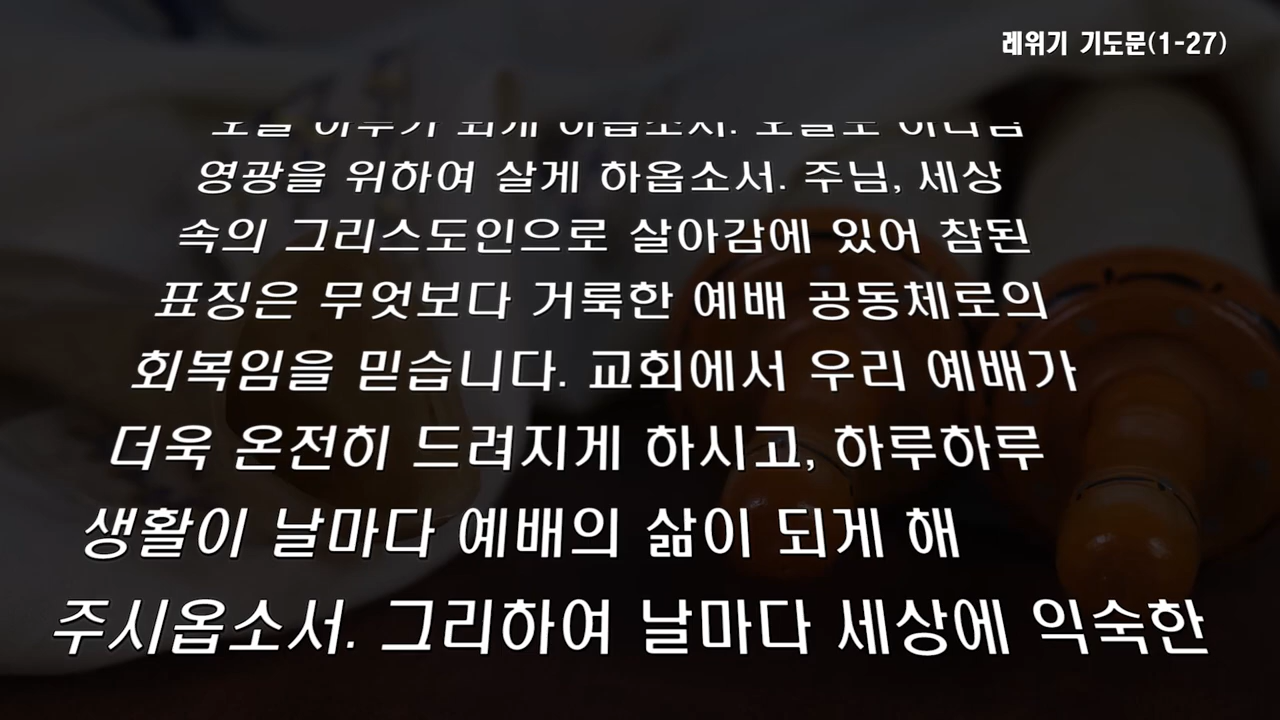 레위기 기도문(1-27)
영광을 위하여 살게 하옵소서. 주님, 세상
속의 그리스도인으로 살아감에 있어 참된
표징은 무엇보다 거룩한 예배 공동체로의
회복임을 믿습니다. 교회에서 우리 예배가
더욱 온전히 드려지게 하시고, 하루하루
생활이 날마다 예배의 삶이 되게 해
주시옵소서. 그리하여 날마다 세상에 익숙한